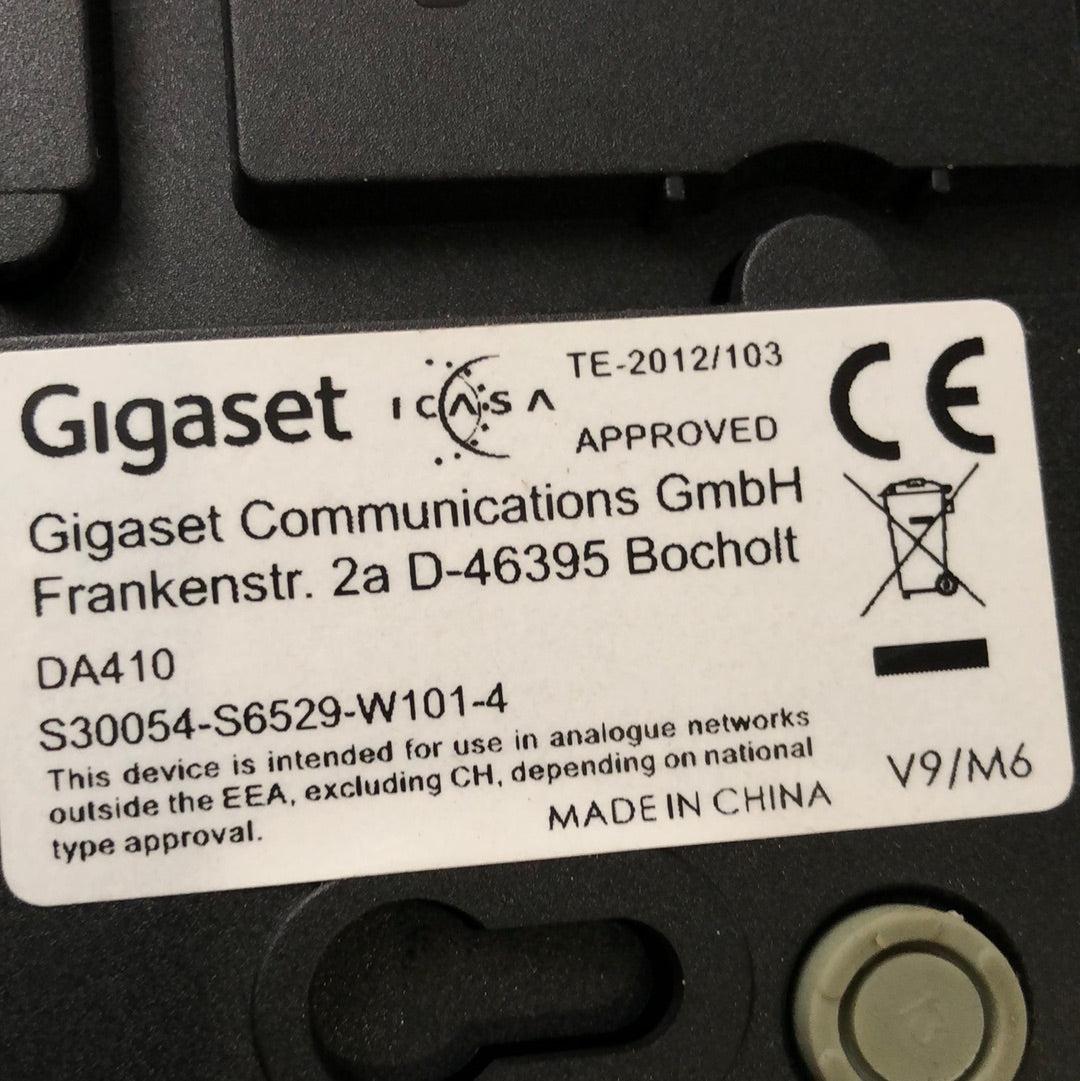 Gigaset ICASA TE-2012/103 CE
APPROVED
Gigaset Communications GmbH
Frankenstr. 2a D-46395 Bocholt
DA410
S30054-S6529-W101-4
This device is intended for use in analogue networks
outside the EEA, excluding CH, depending on national
type approval.
MADE IN CHINA
V9/M6